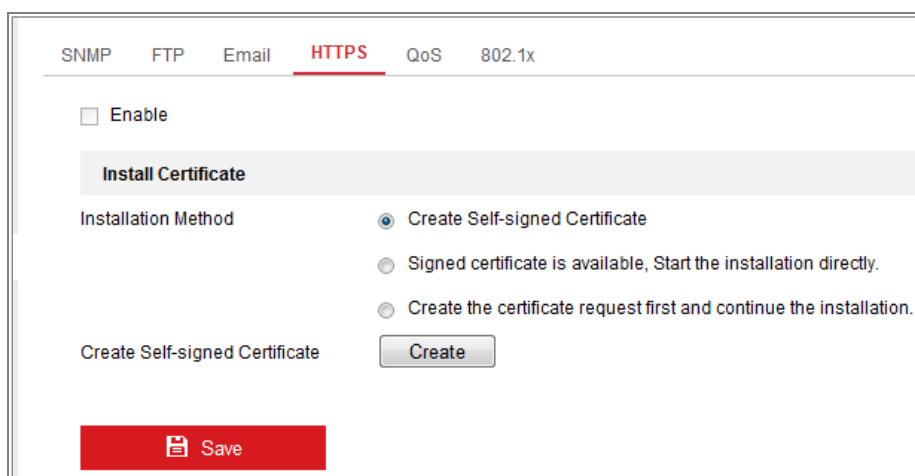 SNMP FTP Email HTTPS QoS 802.1x
Enable
Install Certificate
Installation Method Create Self-signed Certificate
Signed certificate is available, Start the installation directly.
Create the certificate request first and continue the installation.
Create Self-signed Certificate Create
Save